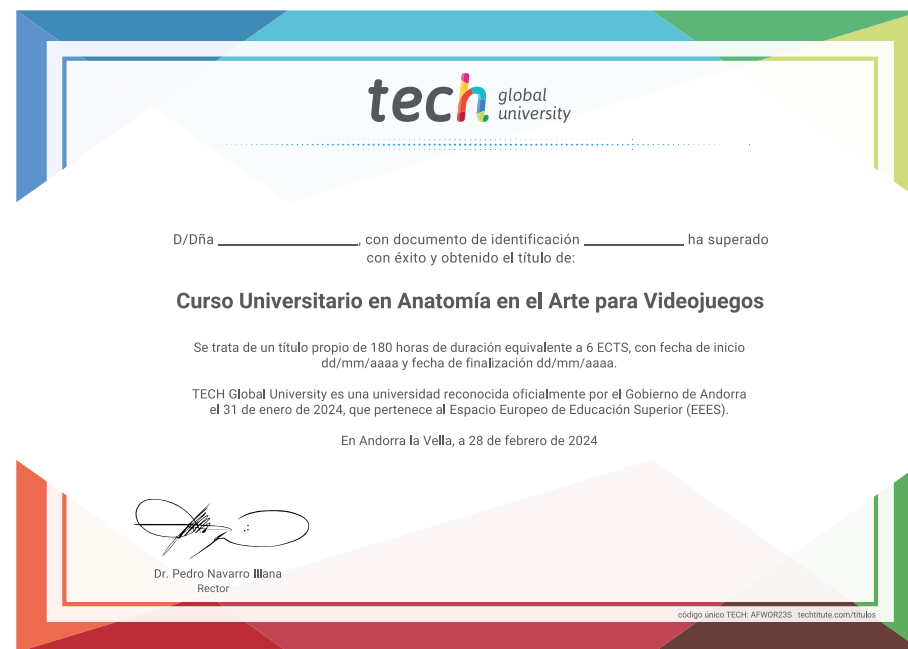 tech global university
D/Dña ____________________, con documento de identificación ______________ ha superado
con éxito y obtenido el título de:
Curso Universitario en Anatomía en el Arte para Videojuegos
Se trata de un título propio de 180 horas de duración equivalente a 6 ECTS, con fecha de inicio
dd/mm/aaaa y fecha de finalización dd/mm/aaaa.
TECH Global University es una universidad reconocida oficialmente por el Gobierno de Andorra
el 31 de enero de 2024, que pertenece al Espacio Europeo de Educación Superior (EEES).
En Andorra la Vella, a 28 de febrero de 2024
Dr. Pedro Navarro Illana
Rector
código único TECH: AFWOR23S techtitute.com/titulos